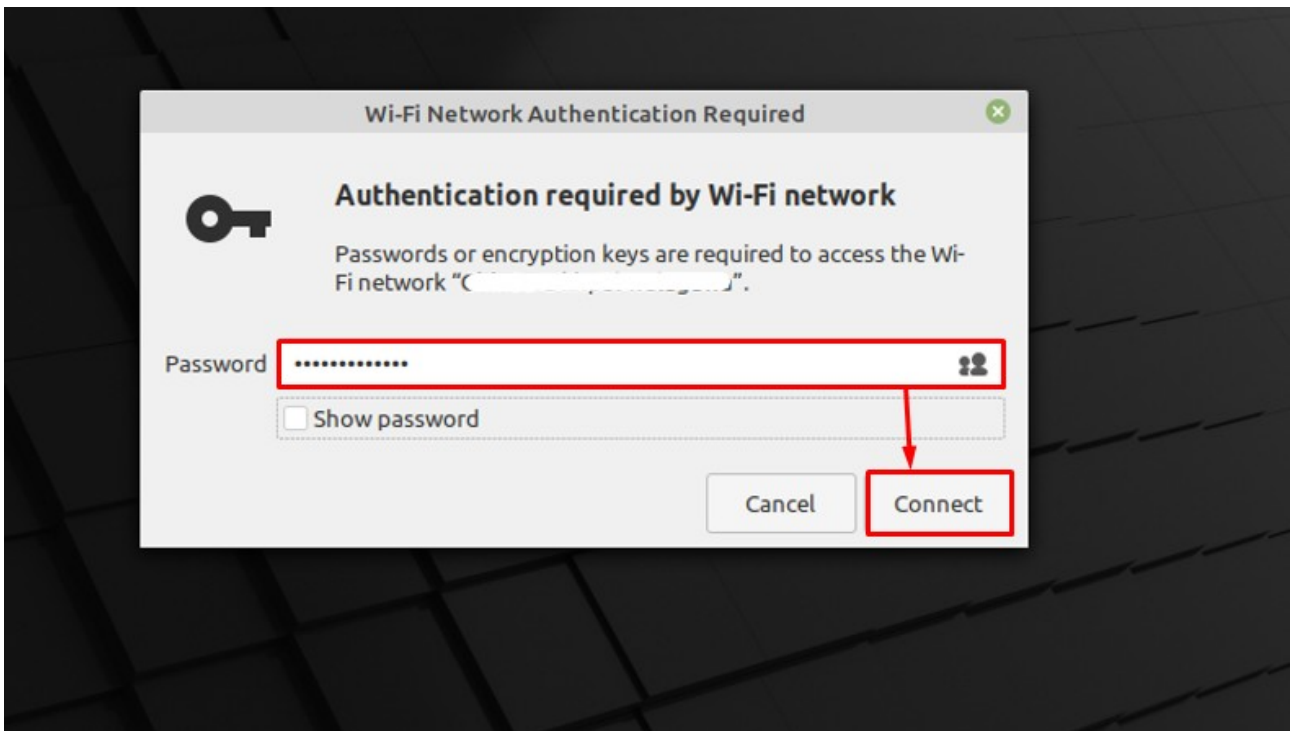 Wi-Fi Network Authentication Required
Authentication required by Wi-Fi network
Passwords or encryption keys are required to access the Wi-
Fi network “”.
Password •••••••••••••
Show password
Cancel Connect